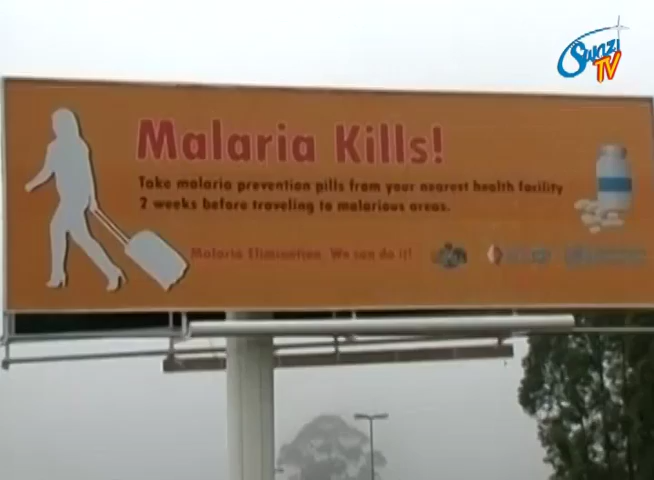 Swazi
TV
Malaria Kills!
Take malaria prevention pills from your nearest health facility
2 weeks before traveling to malarious areas.
Malaria Elimination. We can do it!